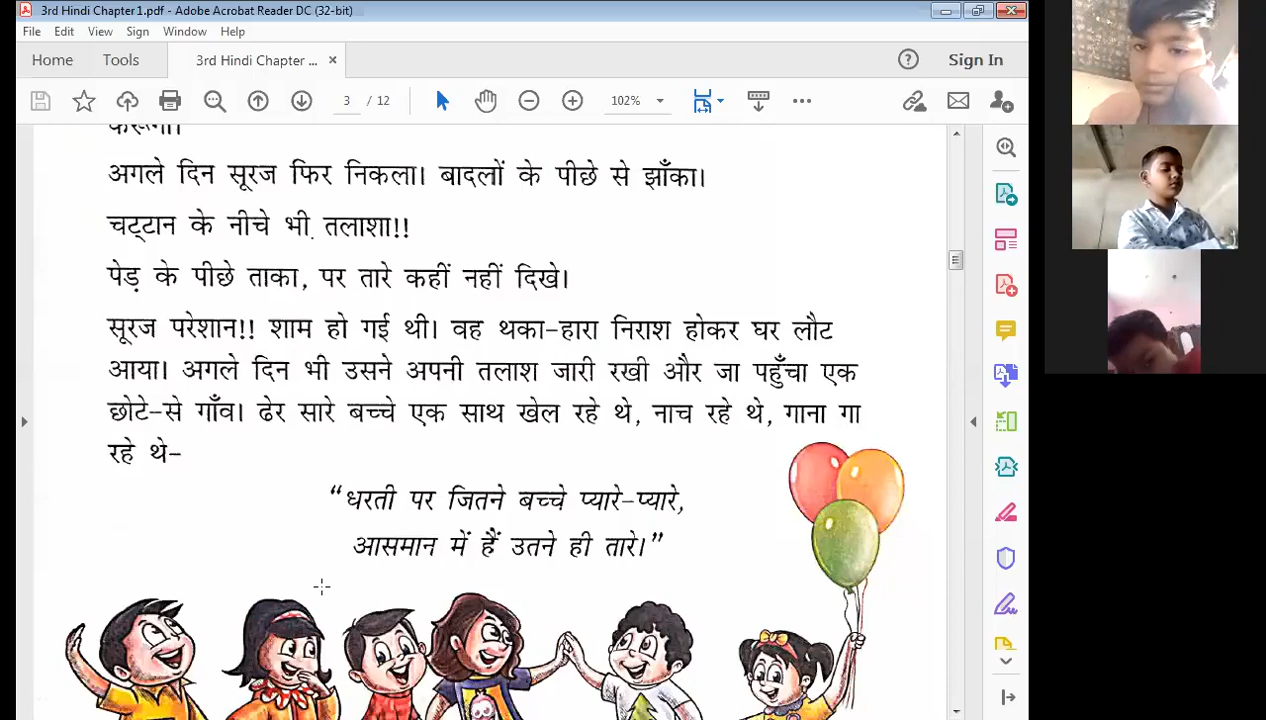 3rd Hindi Chapter1.pdf - Adobe Acrobat Reader DC (32-bit)
File Edit View Sign Window Help
Home Tools 3rd Hindi Chapter ... × Sign In
3 / 12 102%
करूँगा।
अगले दिन सूरज फिर निकला। बादलों के पीछे से झाँका।
चट्टान के नीचे भी तलाशा!!
पेड़ के पीछे ताका, पर तारे कहीं नहीं दिखे।
सूरज परेशान!! शाम हो गई थी। वह थका-हारा निराश होकर घर लौट
आया। अगले दिन भी उसने अपनी तलाश जारी रखी और जा पहुँचा एक
छोटे-से गाँव। ढेर सारे बच्चे एक साथ खेल रहे थे, नाच रहे थे, गाना गा
रहे थे-
“धरती पर जितने बच्चे प्यारे-प्यारे,
आसमान में हैं उतने ही तारे।”